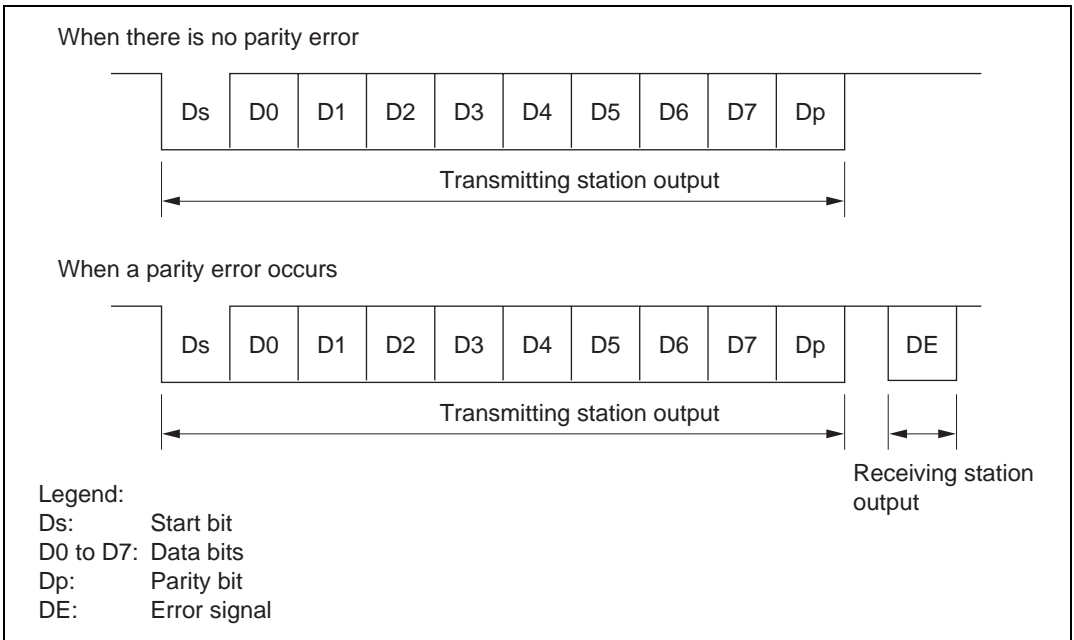 When there is no parity error
Ds D0 D1 D2 D3 D4 D5 D6 D7 Dp
Transmitting station output
When a parity error occurs
Ds D0 D1 D2 D3 D4 D5 D6 D7 Dp DE
Transmitting station output
Receiving station
output
Legend:
Ds: Start bit
D0 to D7: Data bits
Dp: Parity bit
DE: Error signal